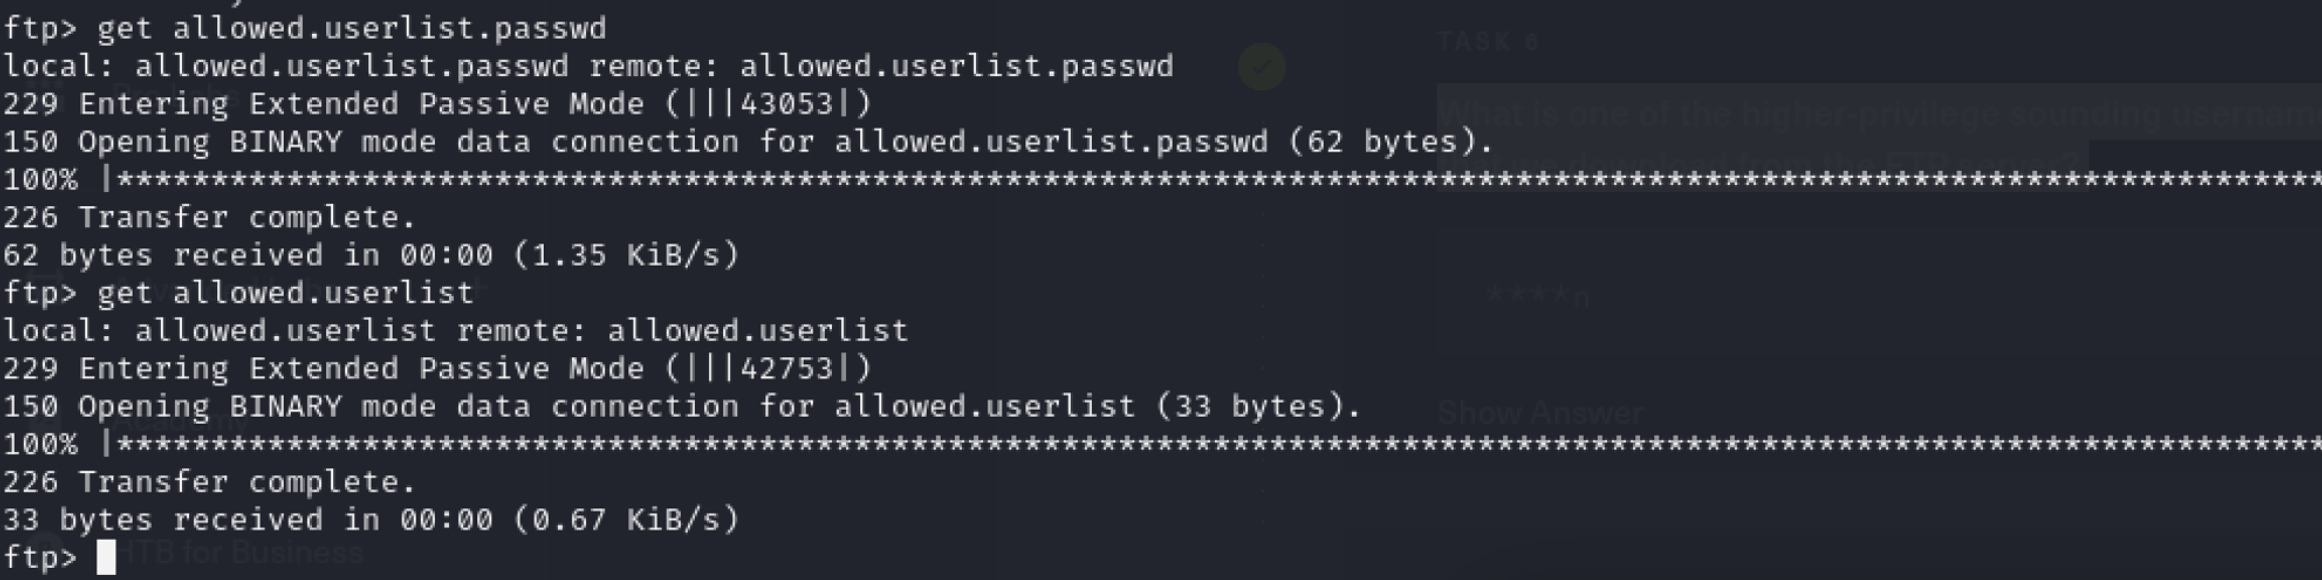 ftp> get allowed.userlist.passwd
local: allowed.userlist.passwd remote: allowed.userlist.passwd
229 Entering Extended Passive Mode (|||43053|)
150 Opening BINARY mode data connection for allowed.userlist.passwd (62 bytes).
100% |***********************************************************************************************************************
226 Transfer complete.
62 bytes received in 00:00 (1.35 KiB/s)
ftp> get allowed.userlist
local: allowed.userlist remote: allowed.userlist
229 Entering Extended Passive Mode (|||42753|)
150 Opening BINARY mode data connection for allowed.userlist (33 bytes).
100% |***********************************************************************************************************************
226 Transfer complete.
33 bytes received in 00:00 (0.67 KiB/s)
ftp>
TASK 6
What is one of the higher-privilege sounding
we download from the FTP server?
****n
Show Answer
Academy
HTB for Business